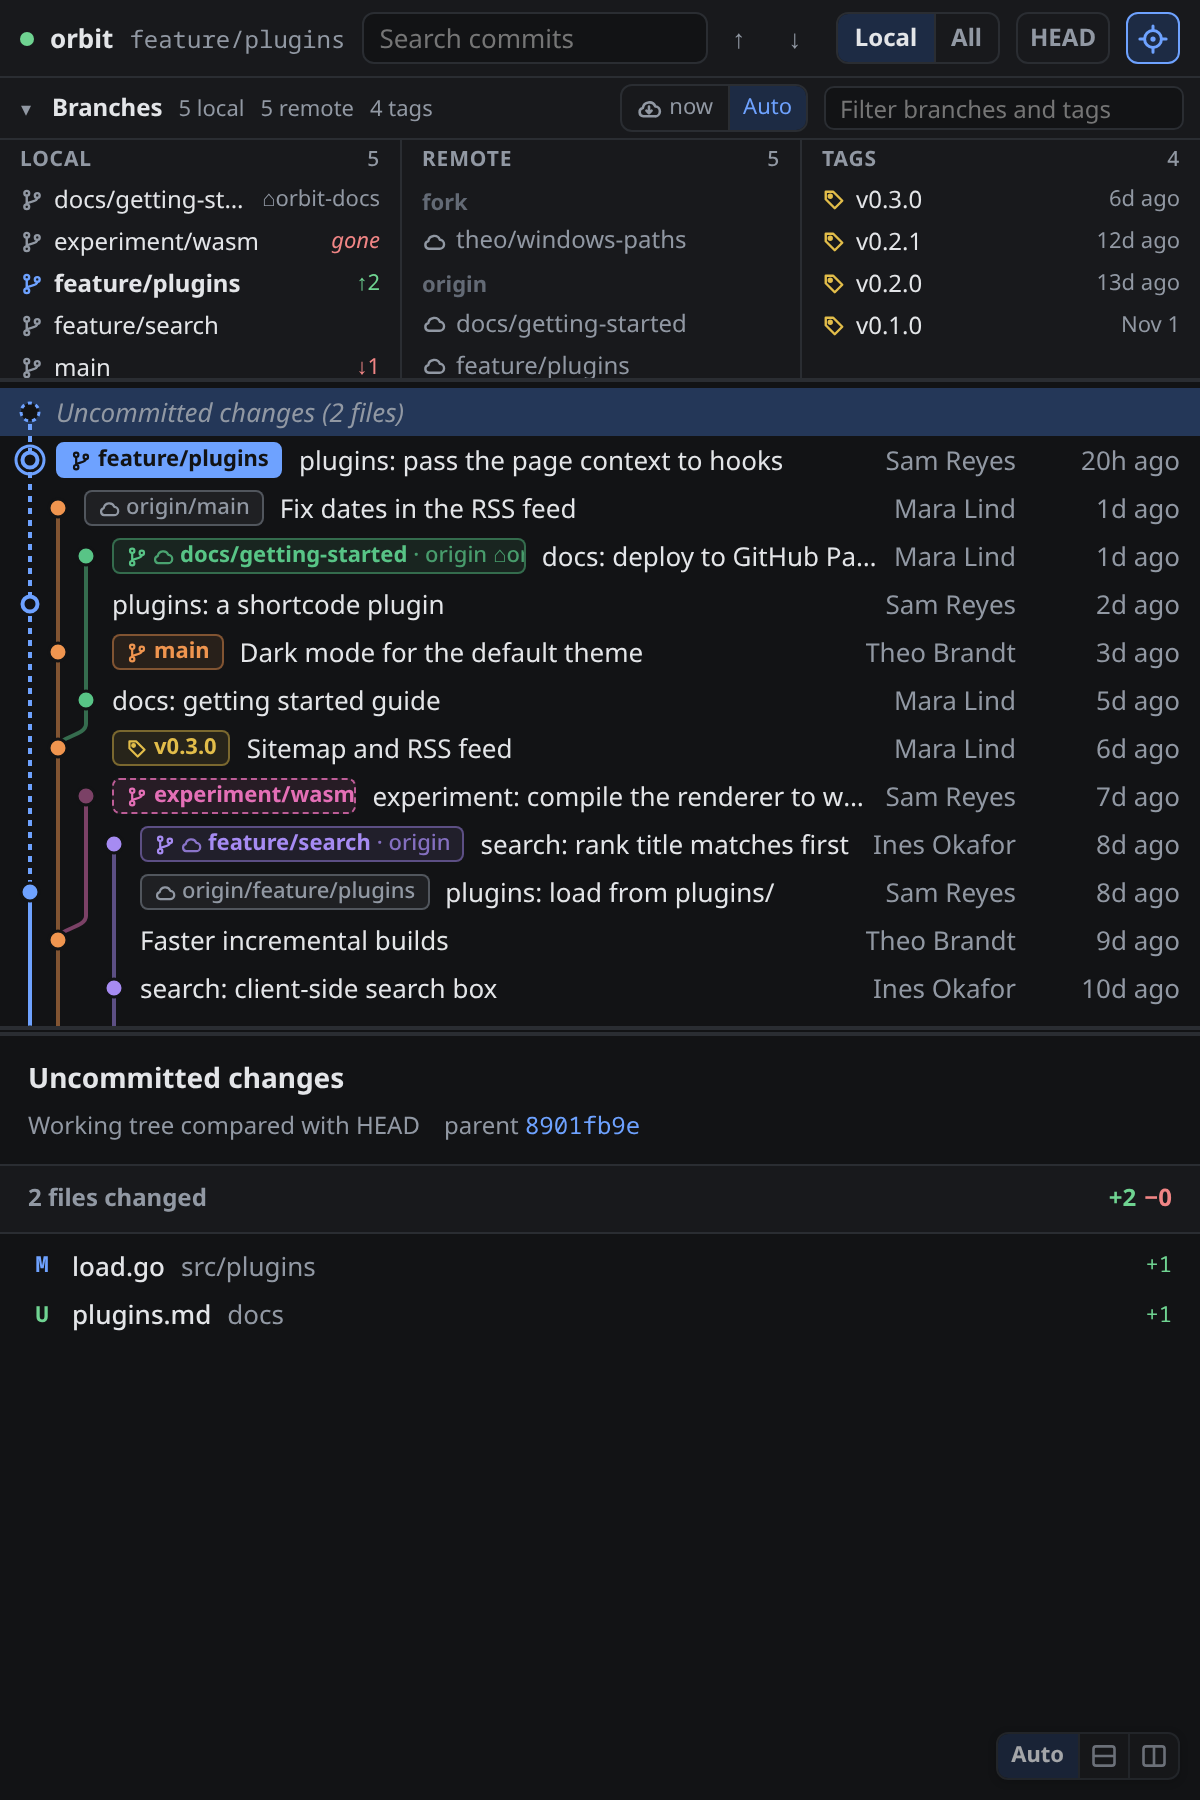 orbit feature/plugins Search commits ↑ ↓ Local All HEAD
▾ Branches 5 local 5 remote 4 tags now Auto Filter branches and tags
LOCAL 5
docs/getting-st... ⌂orbit-docs
experiment/wasm gone
feature/plugins ↑2
feature/search
main ↓1
REMOTE 5
fork
theo/windows-paths
origin
docs/getting-started
feature/plugins
TAGS 4
v0.3.0 6d ago
v0.2.1 12d ago
v0.2.0 13d ago
v0.1.0 Nov 1
Uncommitted changes (2 files)
feature/plugins plugins: pass the page context to hooks Sam Reyes 20h ago
origin/main Fix dates in the RSS feed Mara Lind 1d ago
docs/getting-started · origin ⌂or docs: deploy to GitHub Pa... Mara Lind 1d ago
plugins: a shortcode plugin Sam Reyes 2d ago
main Dark mode for the default theme Theo Brandt 3d ago
docs: getting started guide Mara Lind 5d ago
v0.3.0 Sitemap and RSS feed Mara Lind 6d ago
experiment/wasm experiment: compile the renderer to w... Sam Reyes 7d ago
feature/search · origin search: rank title matches first Ines Okafor 8d ago
origin/feature/plugins plugins: load from plugins/ Sam Reyes 8d ago
Faster incremental builds Theo Brandt 9d ago
search: client-side search box Ines Okafor 10d ago
Uncommitted changes
Working tree compared with HEAD parent 8901fb9e
2 files changed +2 −0
M load.go src/plugins +1
U plugins.md docs +1
Auto